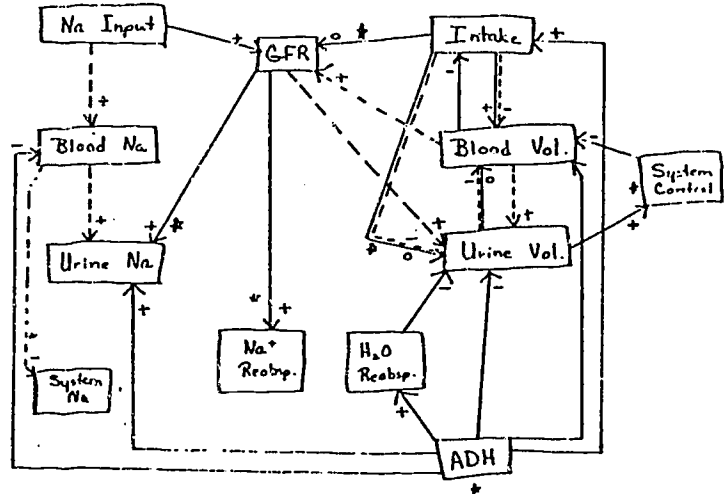 Na Input
GFR
Intake
Blood Na
Blood Vol.
System
Control
Urine Na
Urine Vol.
Na+
Reabsp.
H2O
Reabsp.
System
Na
ADH
+
+
o
*
+
+
-
+
-
-
-
+
-
o
+
+
*
+
*
-
o
+
*
+
-
-
*
+
+
*
-
+
*